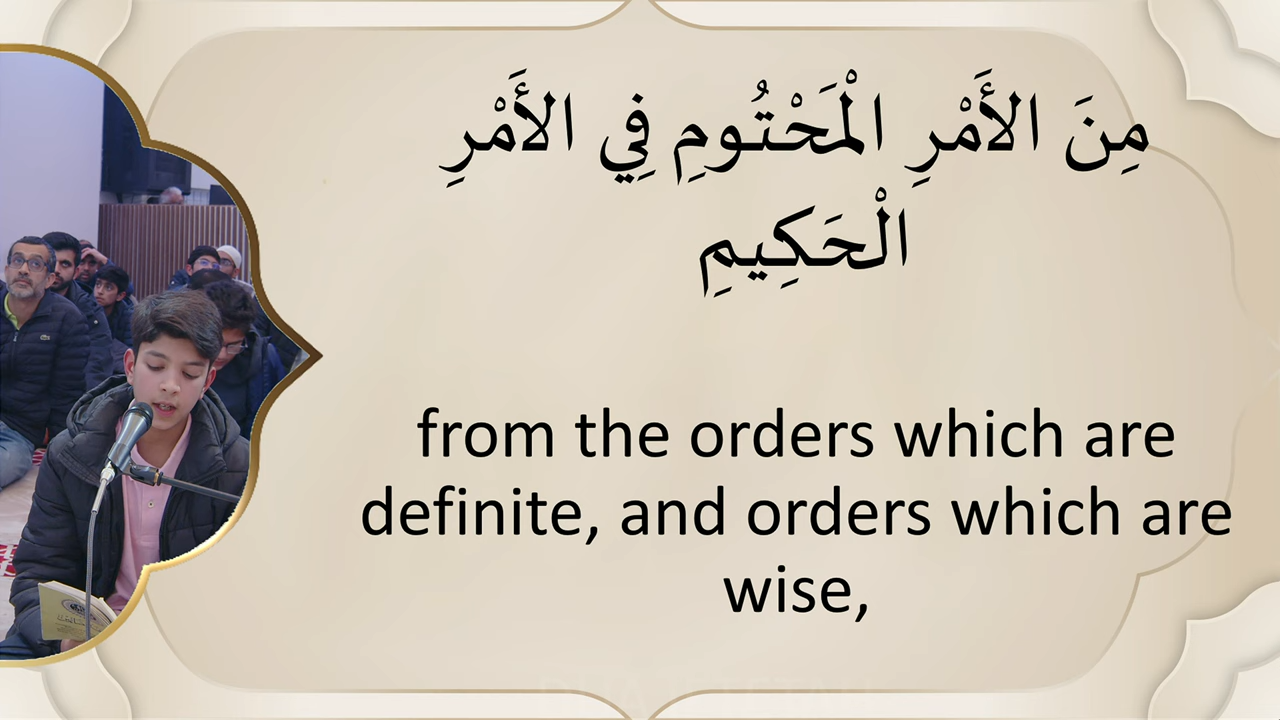 مِنَ الأَمْرِ الْمَحْتُومِ فِي الأَمْرِ
الْحَكِيمِ
from the orders which are
definite, and orders which are
wise,